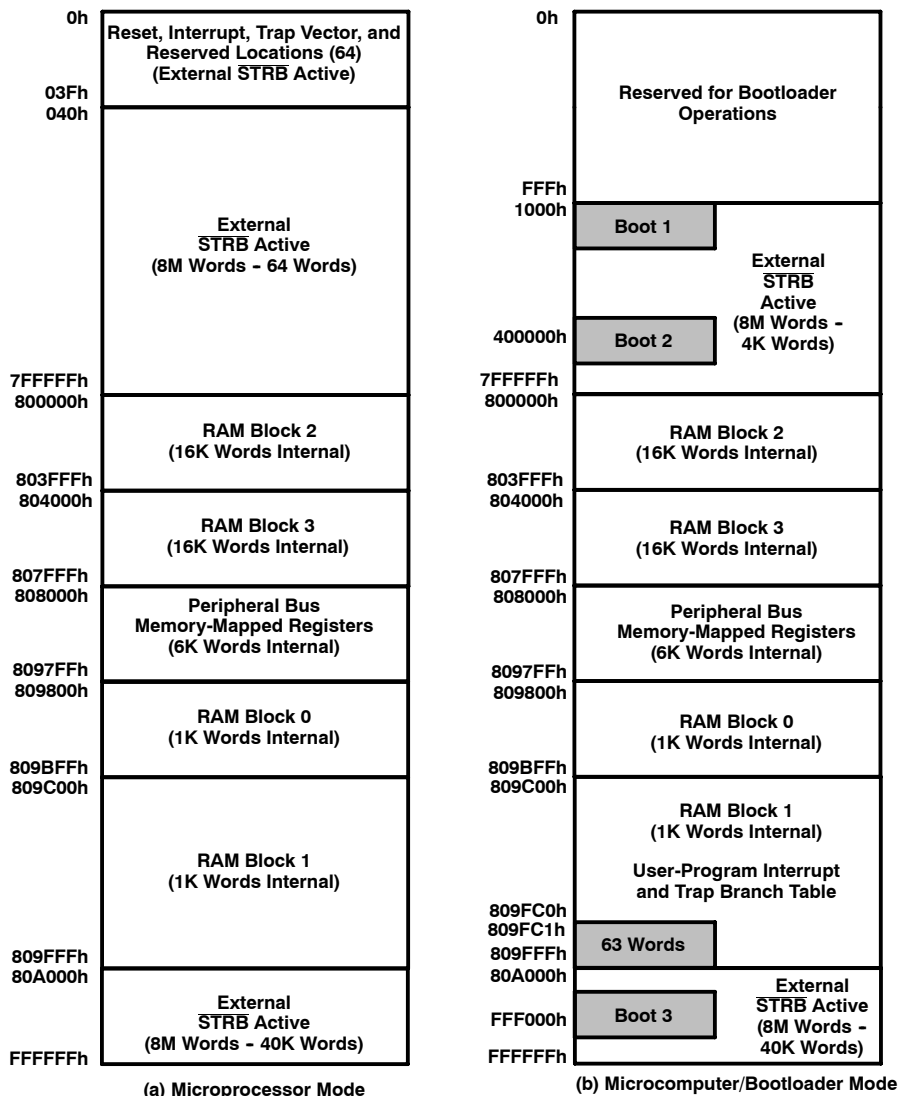 0h
Reset, Interrupt, Trap Vector, and
Reserved Locations (64)
(External STRB Active)
03Fh
040h
External
STRB Active
(8M Words – 64 Words)
7FFFFFh
800000h
RAM Block 2
(16K Words Internal)
803FFFh
804000h
RAM Block 3
(16K Words Internal)
807FFFh
808000h
Peripheral Bus
Memory-Mapped Registers
(6K Words Internal)
8097FFh
809800h
RAM Block 0
(1K Words Internal)
809BFFh
809C00h
RAM Block 1
(1K Words Internal)
809FFFh
80A000h
External
STRB Active
(8M Words – 40K Words)
FFFFFFh
(a) Microprocessor Mode
0h
Reserved for Bootloader
Operations
FFFh
1000h
Boot 1
External
STRB
Active
(8M Words –
4K Words)
400000h
Boot 2
7FFFFFh
800000h
RAM Block 2
(16K Words Internal)
803FFFh
804000h
RAM Block 3
(16K Words Internal)
807FFFh
808000h
Peripheral Bus
Memory-Mapped Registers
(6K Words Internal)
8097FFh
809800h
RAM Block 0
(1K Words Internal)
809BFFh
809C00h
RAM Block 1
(1K Words Internal)
User-Program Interrupt
and Trap Branch Table
809FC0h
809FC1h
63 Words
809FFFh
80A000h
External
STRB Active
(8M Words –
40K Words)
FFF000h
Boot 3
FFFFFFh
(b) Microcomputer/Bootloader Mode